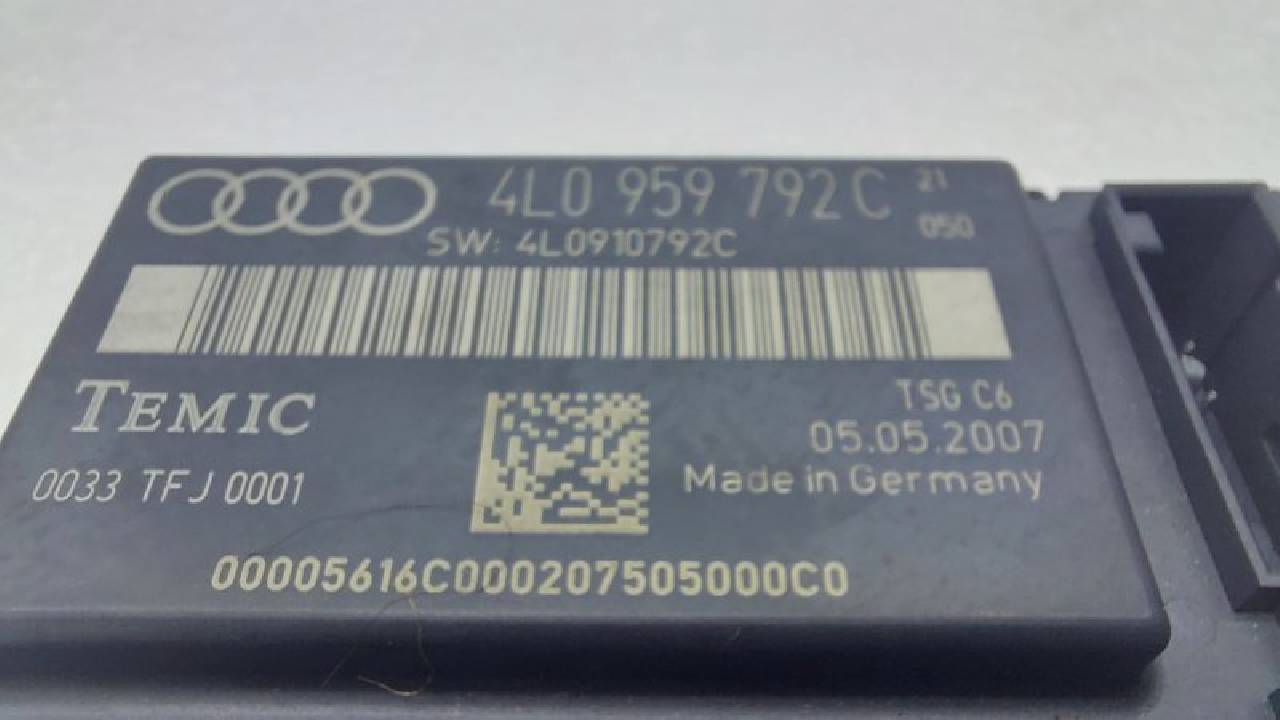 4L0 959 792 C 21
050
SW: 4L0910792C
TEMIC
TSG C6
05.05.2007
Made in Germany
0033 TFJ 0001
00005616C000207505000C0